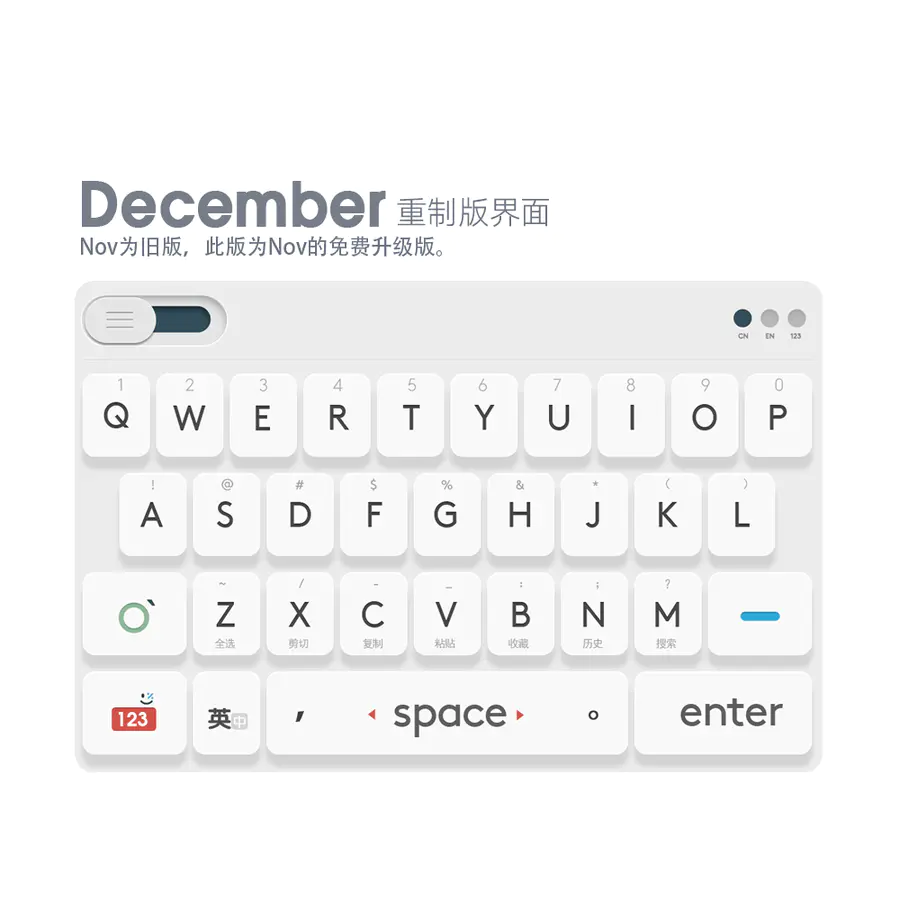 December 重制版界面
Nov为旧版，此版为Nov的免费升级版。
CN EN 123
1 2 3 4 5 6 7 8 9 0
Q W E R T Y U I O P
! @ # $ % & * ( )
A S D F G H J K L
~ / - _ : ; ?
Z X C V B N M
全选 剪切 复制 粘贴 收藏 历史 搜索
123 英中 , space 。 enter